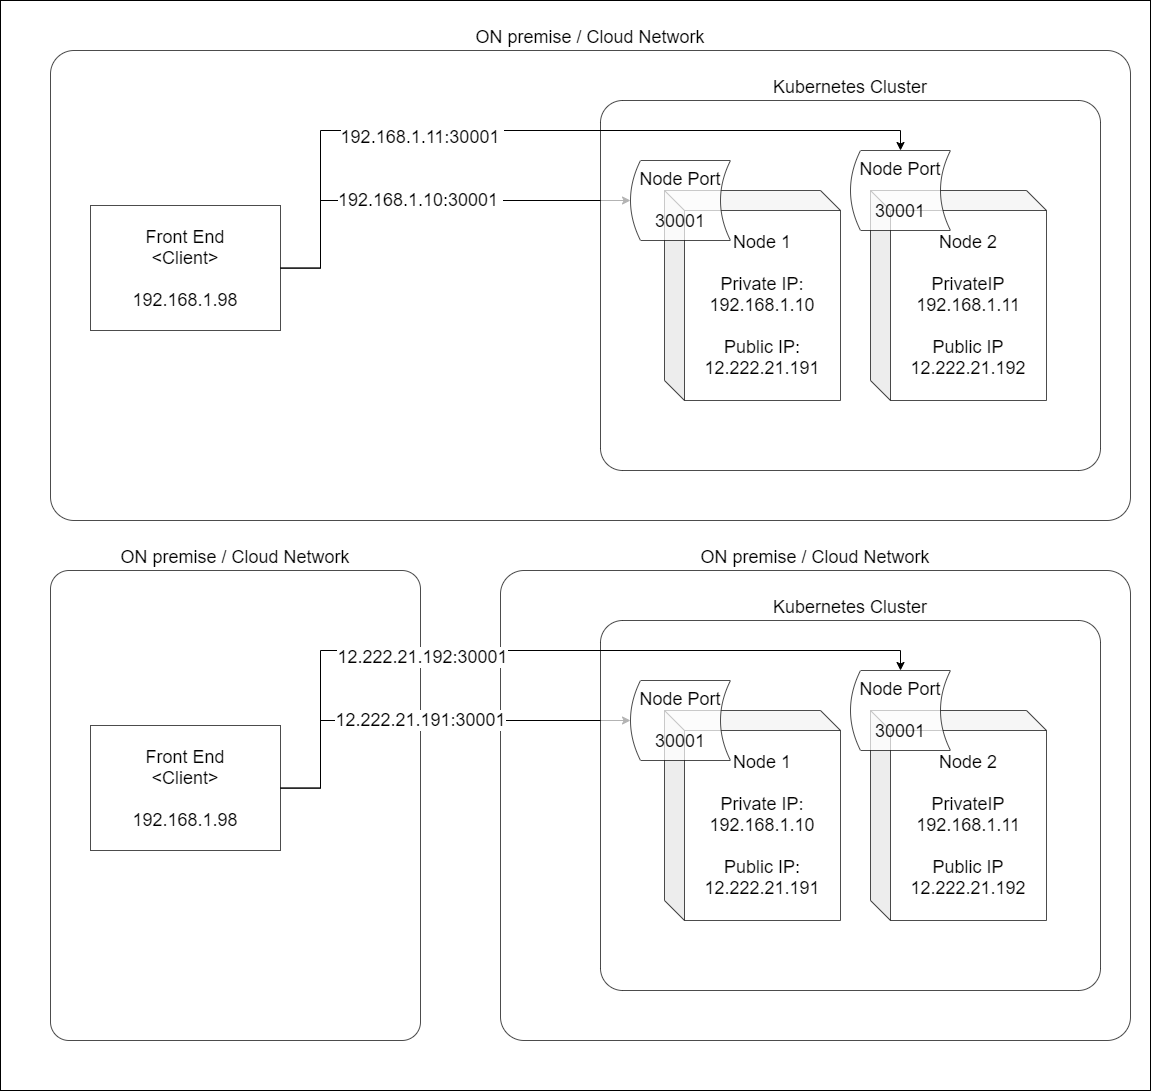 ON premise / Cloud Network
Kubernetes Cluster
192.168.1.11:30001
192.168.1.10:30001
Front End
<Client>
192.168.1.98
Node Port
30001
Node 1
Private IP:
192.168.1.10
Public IP:
12.222.21.191
Node Port
30001
Node 2
PrivateIP
192.168.1.11
Public IP
12.222.21.192
ON premise / Cloud Network
ON premise / Cloud Network
Kubernetes Cluster
12.222.21.192:30001
12.222.21.191:30001
Front End
<Client>
192.168.1.98
Node Port
30001
Node 1
Private IP:
192.168.1.10
Public IP:
12.222.21.191
Node Port
30001
Node 2
PrivateIP
192.168.1.11
Public IP
12.222.21.192